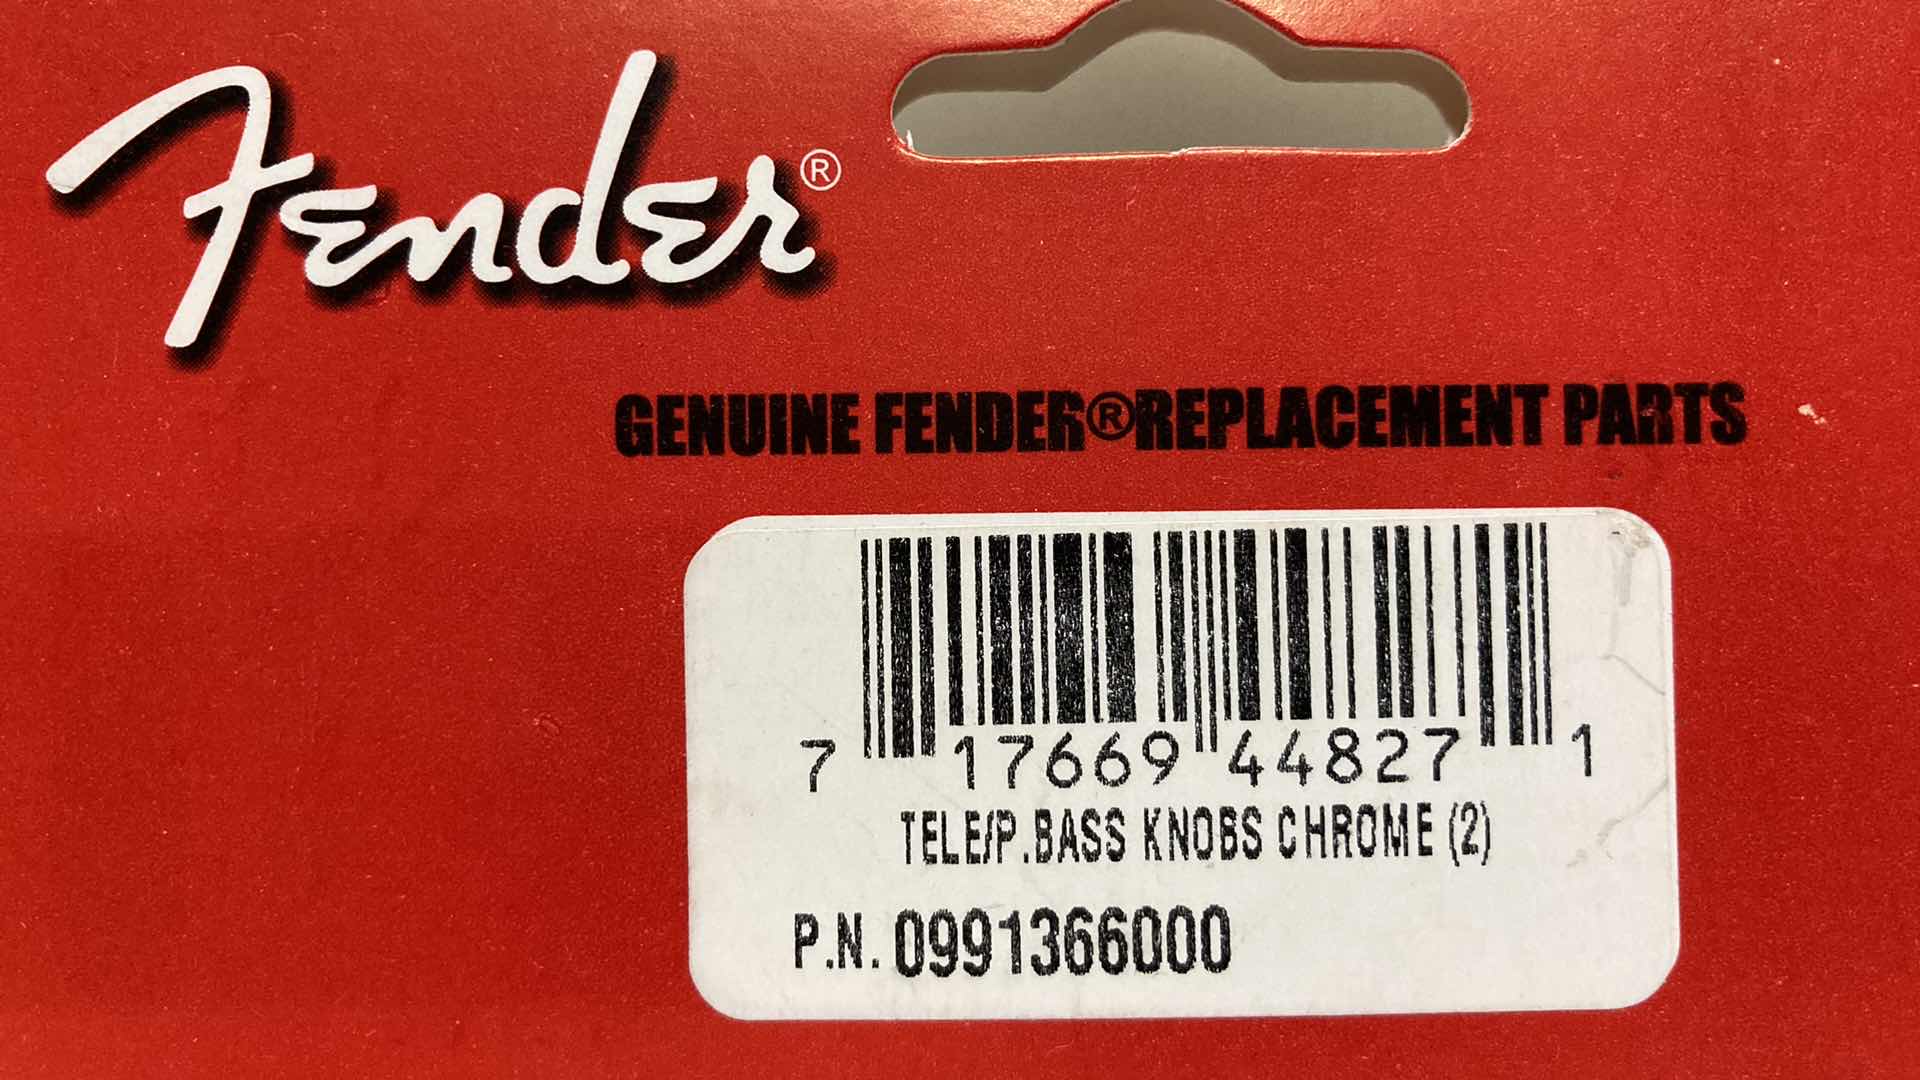 Fender®
GENUINE FENDER® REPLACEMENT PARTS
7 17669 44827 1
TELE/P.BASS KNOBS CHROME (2)
P.N. 0991366000